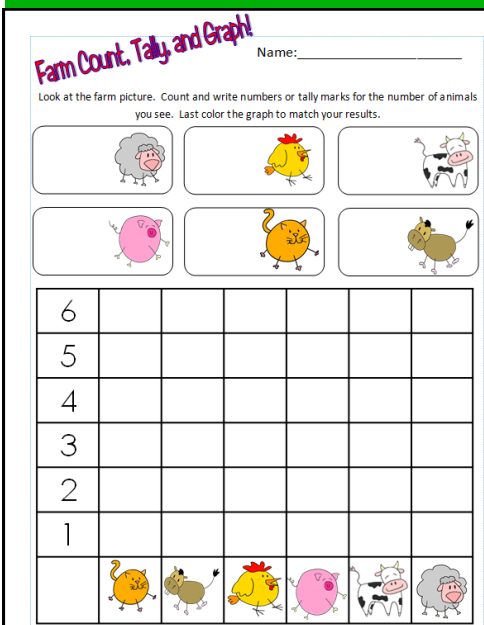 Farm Count, Tally, and Graph!
Name:
Look at the farm picture. Count and write numbers or tally marks for the number of animals
you see. Last color the graph to match your results.
6
5
4
3
2
1